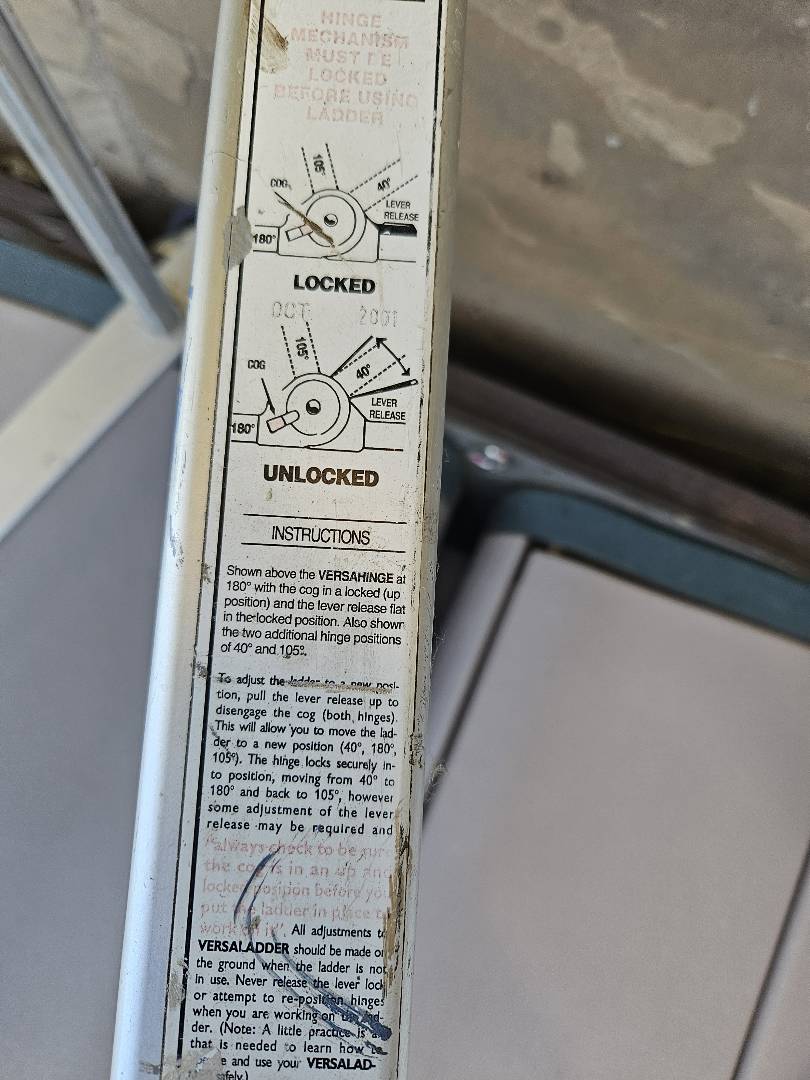 HINGE
MECHANISM
MUST BE
LOCKED
BEFORE USING
LADDER
105°
COG
40°
LEVER
RELEASE
180°
LOCKED
OCT 2001
105°
COG
40°
LEVER
RELEASE
180°
UNLOCKED
INSTRUCTIONS
Shown above the VERSAHINGE at
180° with the cog in a locked (up
position) and the lever release flat
in the locked position. Also shown
the two additional hinge positions
of 40° and 105°.
To adjust the ladder to a new posi-
tion, pull the lever release up to
disengage the cog (both hinges).
This will allow you to move the lad-
der to a new position (40°, 180°,
105°). The hinge locks securely in-
to position, moving from 40° to
180° and back to 105°, however
some adjustment of the lever
release may be required and
"always check to be sure
the cog is in an up and
locked position before you
put the ladder in place to
work on it". All adjustments to
VERSALADDER should be made on
the ground when the ladder is not
in use. Never release the lever lock
or attempt to re-position hinges
when you are working on the lad-
der. (Note: A little practice is all
that is needed to learn how to
and use your VERSALAD-
safely.)